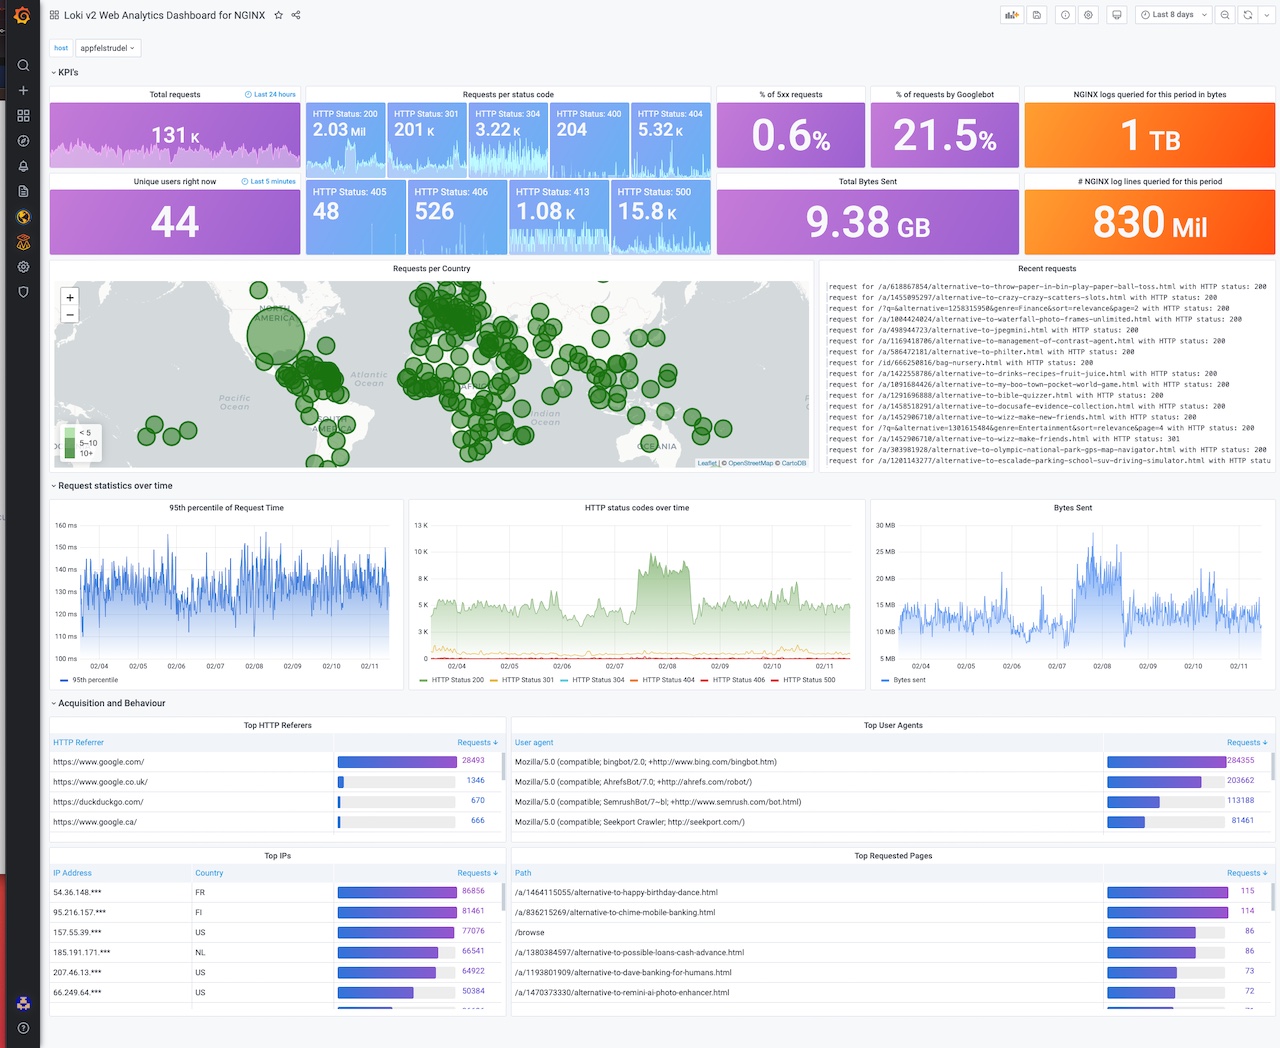 Loki v2 Web Analytics Dashboard for NGINX
Last 8 days
host
appfelstrudel
KPI's
Total requests
Last 24 hours
131 K
Unique users right now
Last 5 minutes
44
Requests per status code
HTTP Status: 200
2.03 Mil
HTTP Status: 301
201 K
HTTP Status: 304
3.22 K
HTTP Status: 400
204
HTTP Status: 404
5.32 K
HTTP Status: 405
48
HTTP Status: 406
526
HTTP Status: 413
1.08 K
HTTP Status: 500
15.8 K
% of 5xx requests
0.6%
% of requests by Googlebot
21.5%
NGINX logs queried for this period in bytes
1 TB
Total Bytes Sent
9.38 GB
# NGINX log lines queried for this period
830 Mil
Requests per Country
+
−
NORTH
AMERICA
Atlantic
Ocean
Pacific
Ocean
SOUTH
AMERICA
AFRICA
Indian
Ocean
OCEANIA
< 5
5–10
10+
Leaflet | © OpenStreetMap © CartoDB
Recent requests
request for /a/618867854/alternative-to-throw-paper-in-bin-play-paper-ball-toss.html with HTTP status: 200
request for /a/1455095297/alternative-to-crazy-crazy-scatters-slots.html with HTTP status: 200
request for /?q=&alternative=1258315950&genre=Finance&sort=relevance&page=2 with HTTP status: 200
request for /a/1004424024/alternative-to-waterfall-photo-frames-unlimited.html with HTTP status: 200
request for /a/498944723/alternative-to-jpegmini.html with HTTP status: 200
request for /a/1169418706/alternative-to-management-of-contrast-agent.html with HTTP status: 200
request for /a/586472181/alternative-to-philter.html with HTTP status: 200
request for /id/666250816/bag-nursery.html with HTTP status: 200
request for /a/1422558786/alternative-to-drinks-recipes-fruit-juice.html with HTTP status: 200
request for /a/1091684426/alternative-to-my-boo-town-pocket-world-game.html with HTTP status: 200
request for /a/1291696888/alternative-to-bible-quizzer.html with HTTP status: 200
request for /a/1458518291/alternative-to-docusafe-evidence-collection.html with HTTP status: 200
request for /a/1452906710/alternative-to-wizz-make-new-friends.html with HTTP status: 200
request for /?q=&alternative=1301615484&genre=Entertainment&sort=relevance&page=4 with HTTP status: 200
request for /a/1452906710/alternative-to-wizz-make-friends.html with HTTP status: 301
request for /a/303981928/alternative-to-olympic-national-park-gps-map-navigator.html with HTTP status: 200
request for /a/1201143277/alternative-to-escalade-parking-school-suv-driving-simulator.html with HTTP statu
Request statistics over time
95th percentile of Request Time
160 ms
150 ms
140 ms
130 ms
120 ms
110 ms
100 ms
02/04 02/05 02/06 02/07 02/08 02/09 02/10 02/11
95th percentile
HTTP status codes over time
13 K
10 K
8 K
5 K
3 K
0
02/04 02/05 02/06 02/07 02/08 02/09 02/10 02/11
HTTP Status 200 HTTP Status 301 HTTP Status 304 HTTP Status 404 HTTP Status 406 HTTP Status 500
Bytes Sent
30 MB
25 MB
20 MB
15 MB
10 MB
5 MB
02/04 02/05 02/06 02/07 02/08 02/09 02/10 02/11
Bytes sent
Acquisition and Behaviour
Top HTTP Referers
HTTP Referrer Requests ↓
https://www.google.com/ 28493
https://www.google.co.uk/ 1346
https://duckduckgo.com/ 670
https://www.google.ca/ 666
Top User Agents
User agent Requests ↓
Mozilla/5.0 (compatible; bingbot/2.0; +http://www.bing.com/bingbot.htm) 284355
Mozilla/5.0 (compatible; AhrefsBot/7.0; +http://ahrefs.com/robot/) 203662
Mozilla/5.0 (compatible; SemrushBot/7~bl; +http://www.semrush.com/bot.html) 113188
Mozilla/5.0 (compatible; Seekport Crawler; http://seekport.com/) 81461
Top IPs
IP Address Country Requests ↓
54.36.148.*** FR 86856
95.216.157.*** FI 81461
157.55.39.*** US 77076
185.191.171.*** NL 66541
207.46.13.*** US 64922
66.249.64.*** US 50384
Top Requested Pages
Path Requests ↓
/a/1464115055/alternative-to-happy-birthday-dance.html 115
/a/836215269/alternative-to-chime-mobile-banking.html 114
/browse 86
/a/1380384597/alternative-to-possible-loans-cash-advance.html 86
/a/1193801909/alternative-to-dave-banking-for-humans.html 73
/a/1470373330/alternative-to-remini-ai-photo-enhancer.html 72